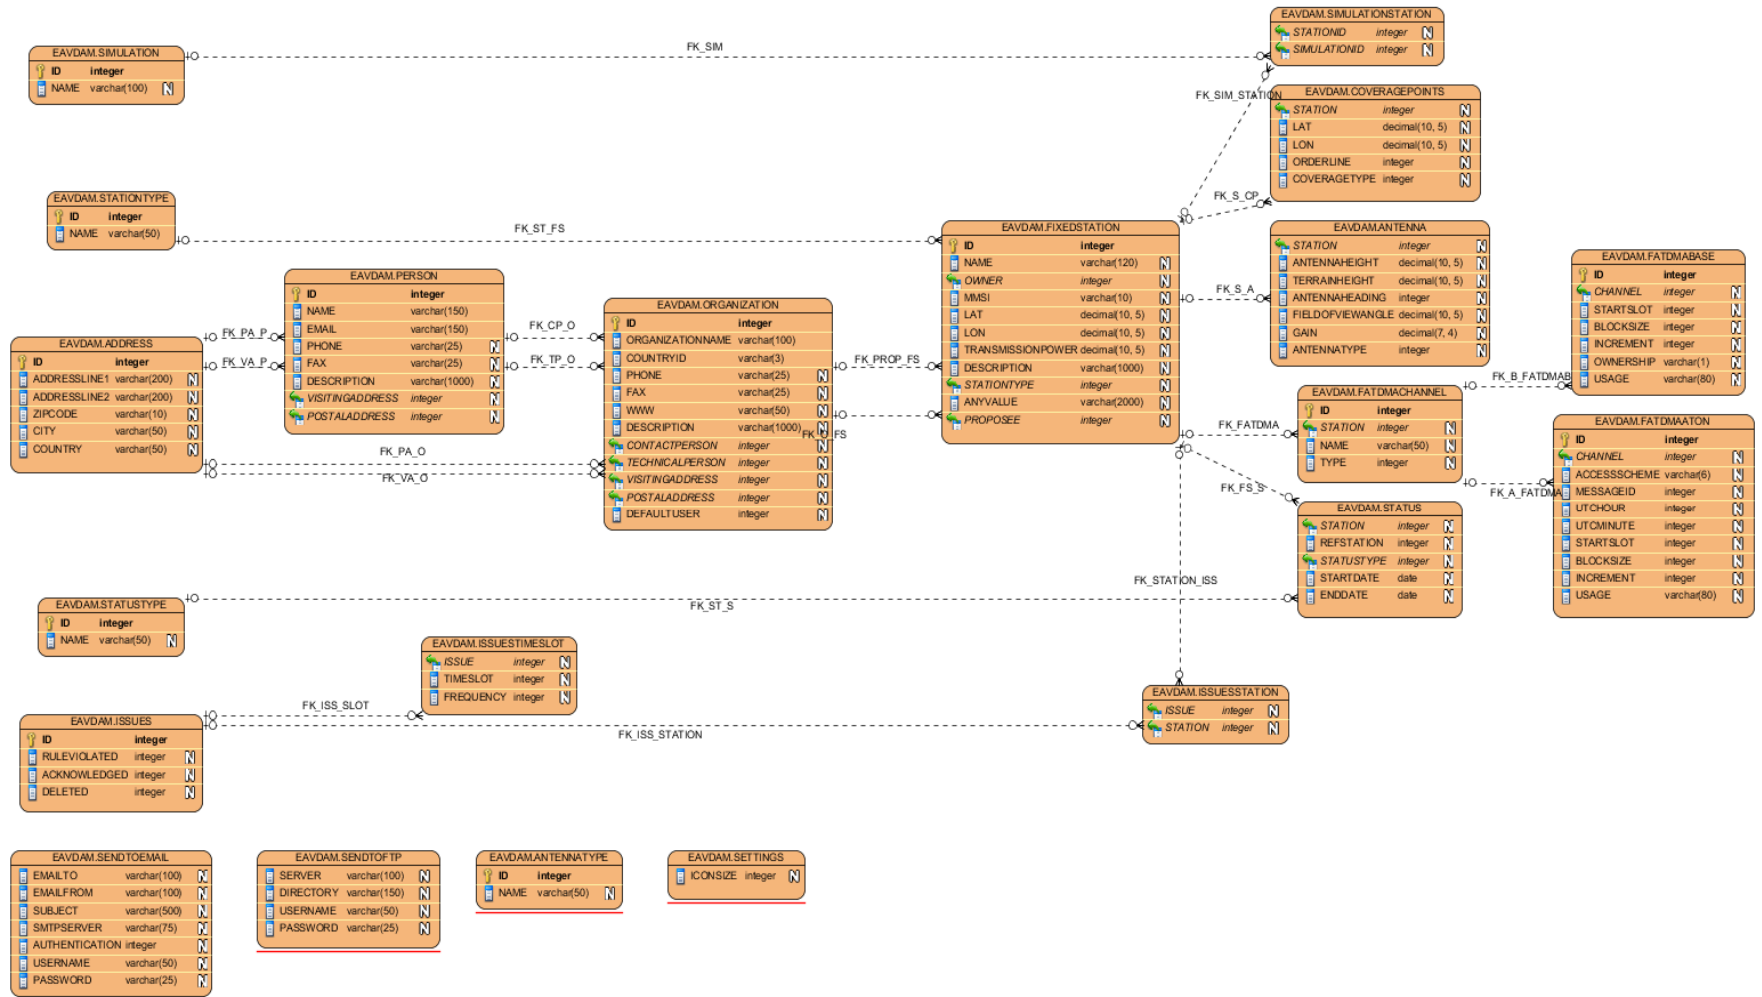 EAVDAM.SIMULATION
ID integer
NAME varchar(100) N
FK_SIM
EAVDAM.SIMULATIONSTATION
STATIONID integer N
SIMULATIONID integer N
FK_SIM_STATION
EAVDAM.COVERAGEPOINTS
STATION integer N
LAT decimal(10, 5) N
LON decimal(10, 5) N
ORDERLINE integer N
COVERAGETYPE integer N
FK_S_CP
EAVDAM.STATIONTYPE
ID integer
NAME varchar(50) N
FK_ST_FS
EAVDAM.FIXEDSTATION
ID integer
NAME varchar(120) N
OWNER integer N
MMSI varchar(10) N
LAT decimal(10, 5) N
LON decimal(10, 5) N
TRANSMISSIONPOWER decimal(10, 5) N
DESCRIPTION varchar(1000) N
STATIONTYPE integer N
ANYVALUE varchar(2000) N
PROPOSEE integer N
FK_S_A
EAVDAM.ANTENNA
STATION integer N
ANTENNAHEIGHT decimal(10, 5) N
TERRAINHEIGHT decimal(10, 5) N
ANTENNAHEADING integer N
FIELDOFVIEWANGLE decimal(10, 5) N
GAIN decimal(7, 4) N
ANTENNATYPE integer N
EAVDAM.FATDMABASE
ID integer
CHANNEL integer N
STARTSLOT integer N
BLOCKSIZE integer N
INCREMENT integer N
OWNERSHIP varchar(1) N
USAGE varchar(80) N
FK_B_FATDMAB
EAVDAM.PERSON
ID integer
NAME varchar(150)
EMAIL varchar(150)
PHONE varchar(25) N
FAX varchar(25) N
DESCRIPTION varchar(1000) N
VISITINGADDRESS integer N
POSTALADDRESS integer N
FK_PA_P
FK_VA_P
FK_CP_O
FK_TP_O
EAVDAM.ORGANIZATION
ID integer
ORGANIZATIONNAME varchar(100)
COUNTRYID varchar(3)
PHONE varchar(25) N
FAX varchar(25) N
WWW varchar(50) N
DESCRIPTION varchar(1000) N
CONTACTPERSON integer N
TECHNICALPERSON integer N
VISITINGADDRESS integer N
POSTALADDRESS integer N
DEFAULTUSER integer N
FK_PROP_FS
FK_O_FS
EAVDAM.ADDRESS
ID integer
ADDRESSLINE1 varchar(200) N
ADDRESSLINE2 varchar(200) N
ZIPCODE varchar(10) N
CITY varchar(50) N
COUNTRY varchar(50) N
FK_PA_O
FK_VA_O
FK_FATDMA
EAVDAM.FATDMACHANNEL
ID integer
STATION integer N
NAME varchar(50) N
TYPE integer N
FK_A_FATDMA
EAVDAM.FATDMAATON
ID integer
CHANNEL integer N
ACCESSSCHEME varchar(6) N
MESSAGEID integer N
UTCHOUR integer N
UTCMINUTE integer N
STARTSLOT integer N
BLOCKSIZE integer N
INCREMENT integer N
USAGE varchar(80) N
FK_FS_S
EAVDAM.STATUS
STATION integer N
REFSTATION integer N
STATUSTYPE integer N
STARTDATE date N
ENDDATE date N
FK_STATION_ISS
EAVDAM.STATUSTYPE
ID integer
NAME varchar(50) N
FK_ST_S
EAVDAM.ISSUESTIMESLOT
ISSUE integer N
TIMESLOT integer N
FREQUENCY integer N
FK_ISS_SLOT
EAVDAM.ISSUES
ID integer
RULEVIOLATED integer N
ACKNOWLEDGED integer N
DELETED integer N
FK_ISS_STATION
EAVDAM.ISSUESSTATION
ISSUE integer N
STATION integer N
EAVDAM.SENDTOEMAIL
EMAILTO varchar(100) N
EMAILFROM varchar(100) N
SUBJECT varchar(500) N
SMTPSERVER varchar(75) N
AUTHENTICATION integer N
USERNAME varchar(50) N
PASSWORD varchar(25) N
EAVDAM.SENDTOFTP
SERVER varchar(100) N
DIRECTORY varchar(150) N
USERNAME varchar(50) N
PASSWORD varchar(25) N
EAVDAM.ANTENNATYPE
ID integer
NAME varchar(50) N
EAVDAM.SETTINGS
ICONSIZE integer N